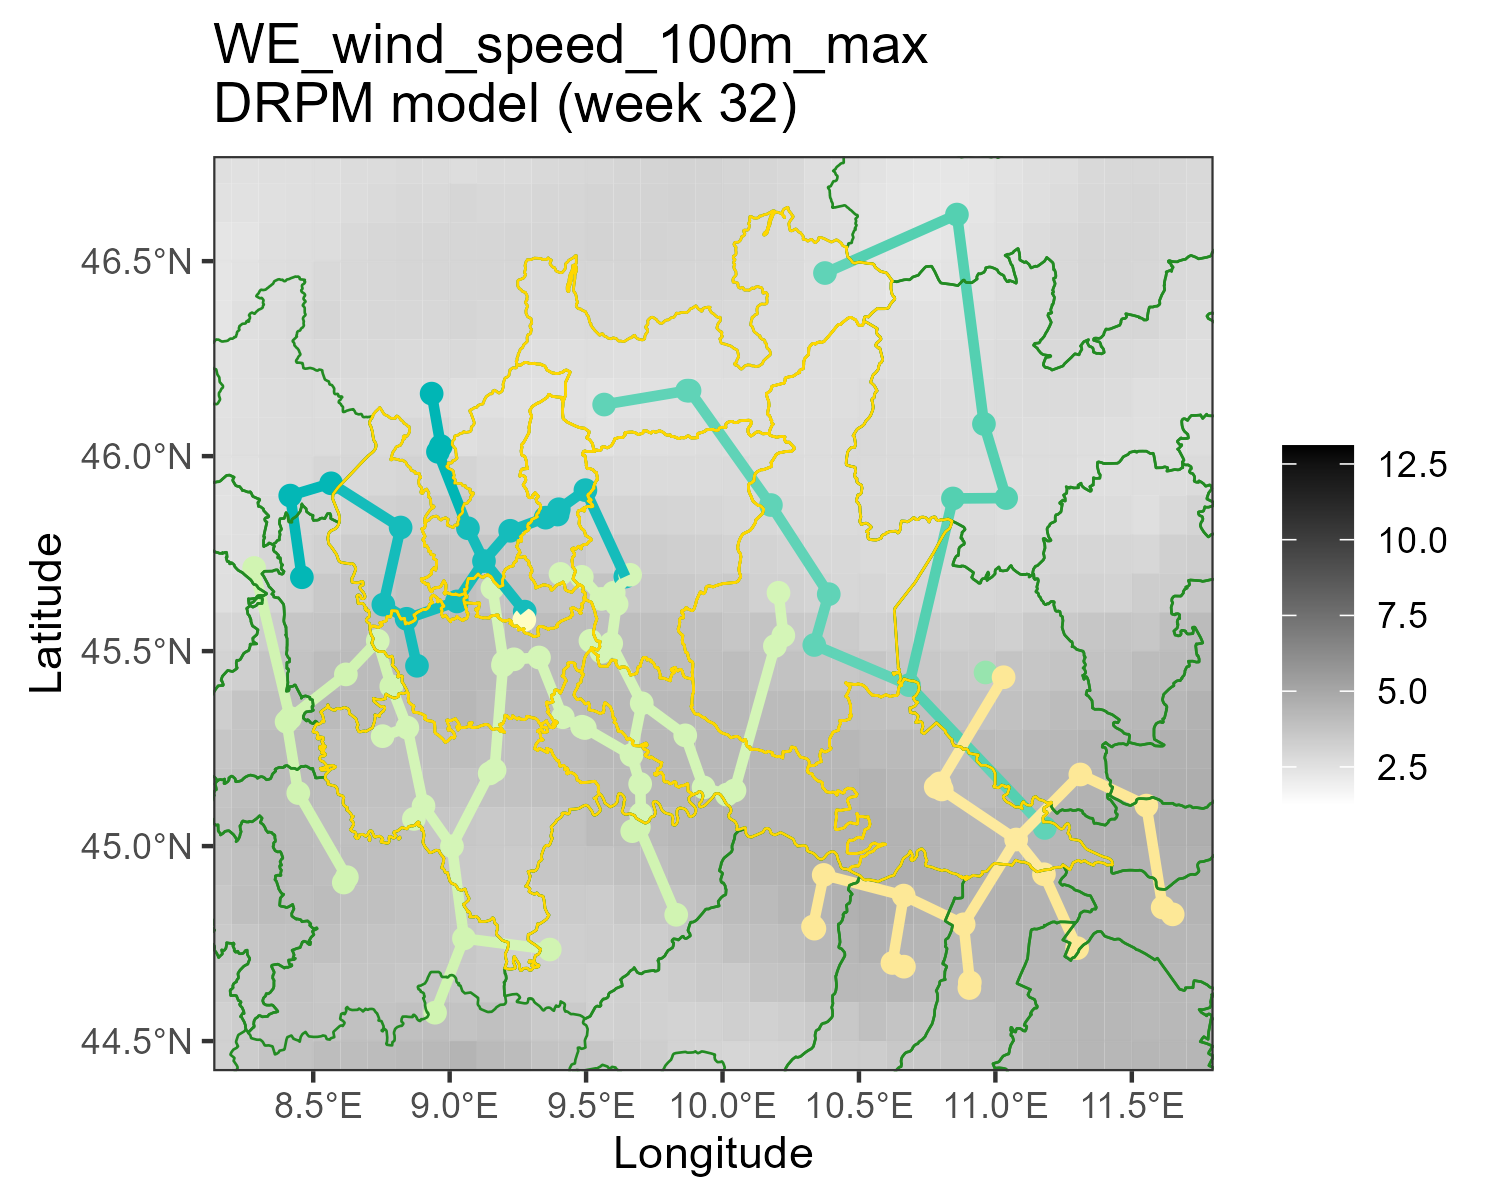 WE_wind_speed_100m_max
DRPM model (week 32)
46.5°N
46.0°N
45.5°N
45.0°N
44.5°N
Latitude
8.5°E
9.0°E
9.5°E
10.0°E
10.5°E
11.0°E
11.5°E
Longitude
12.5
10.0
7.5
5.0
2.5